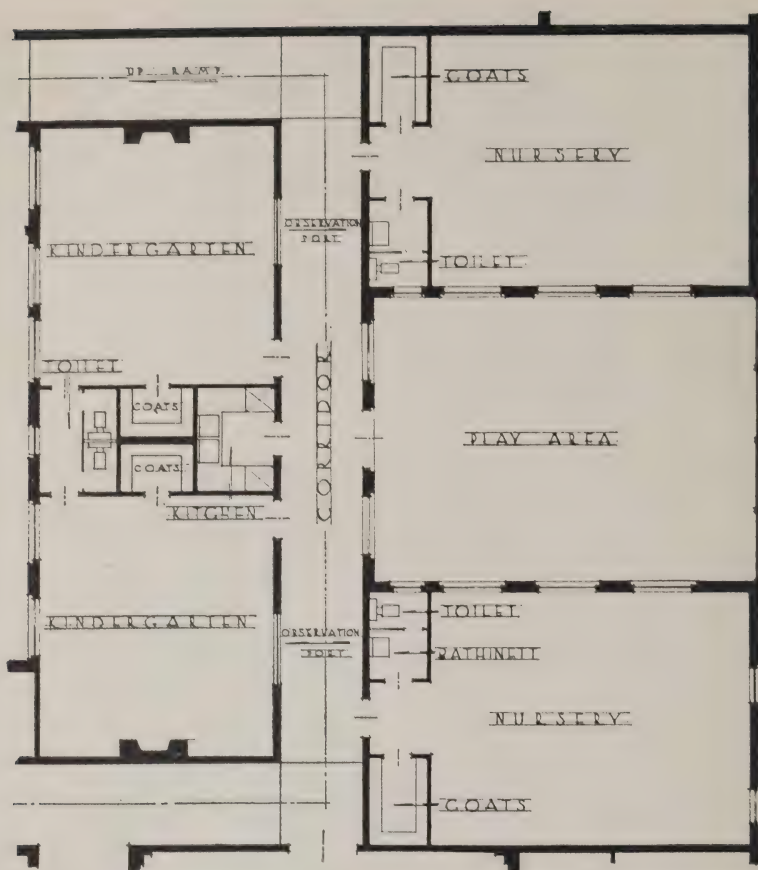 UP RAMP
COATS
NURSERY
OBSERVATION
PORT
KINDERGARTEN
TOILET
TOILET
COATS
CORRIDOR
PLAY AREA
COATS
KITCHEN
TOILET
KINDERGARTEN
OBSERVATION
PORT
BATHINETT
NURSERY
COATS